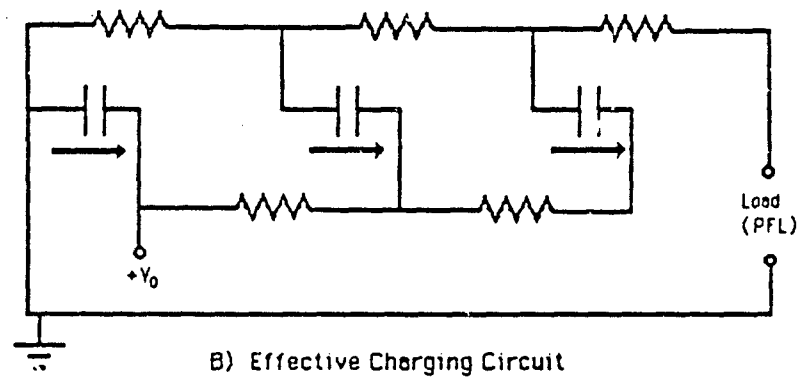 Load
(PFL)
+V₀
B) Effective Charging Circuit